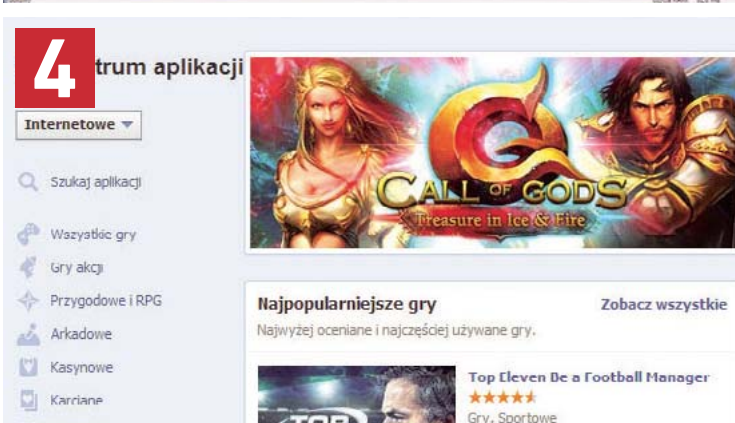 4
trum aplikacji
Internetowe
Szukaj aplikacji
Wszystkie gry
Gry akcji
Przygodowe i RPG
Arkadowe
Kasynowe
Karciane
CALL OF GODS
Treasure in Ice & Fire
Najpopularniejsze gry
Zobacz wszystkie
Najwyżej oceniane i najczęściej używane gry.
TOP
Top Eleven Be a Football Manager
Gry, Sportowe